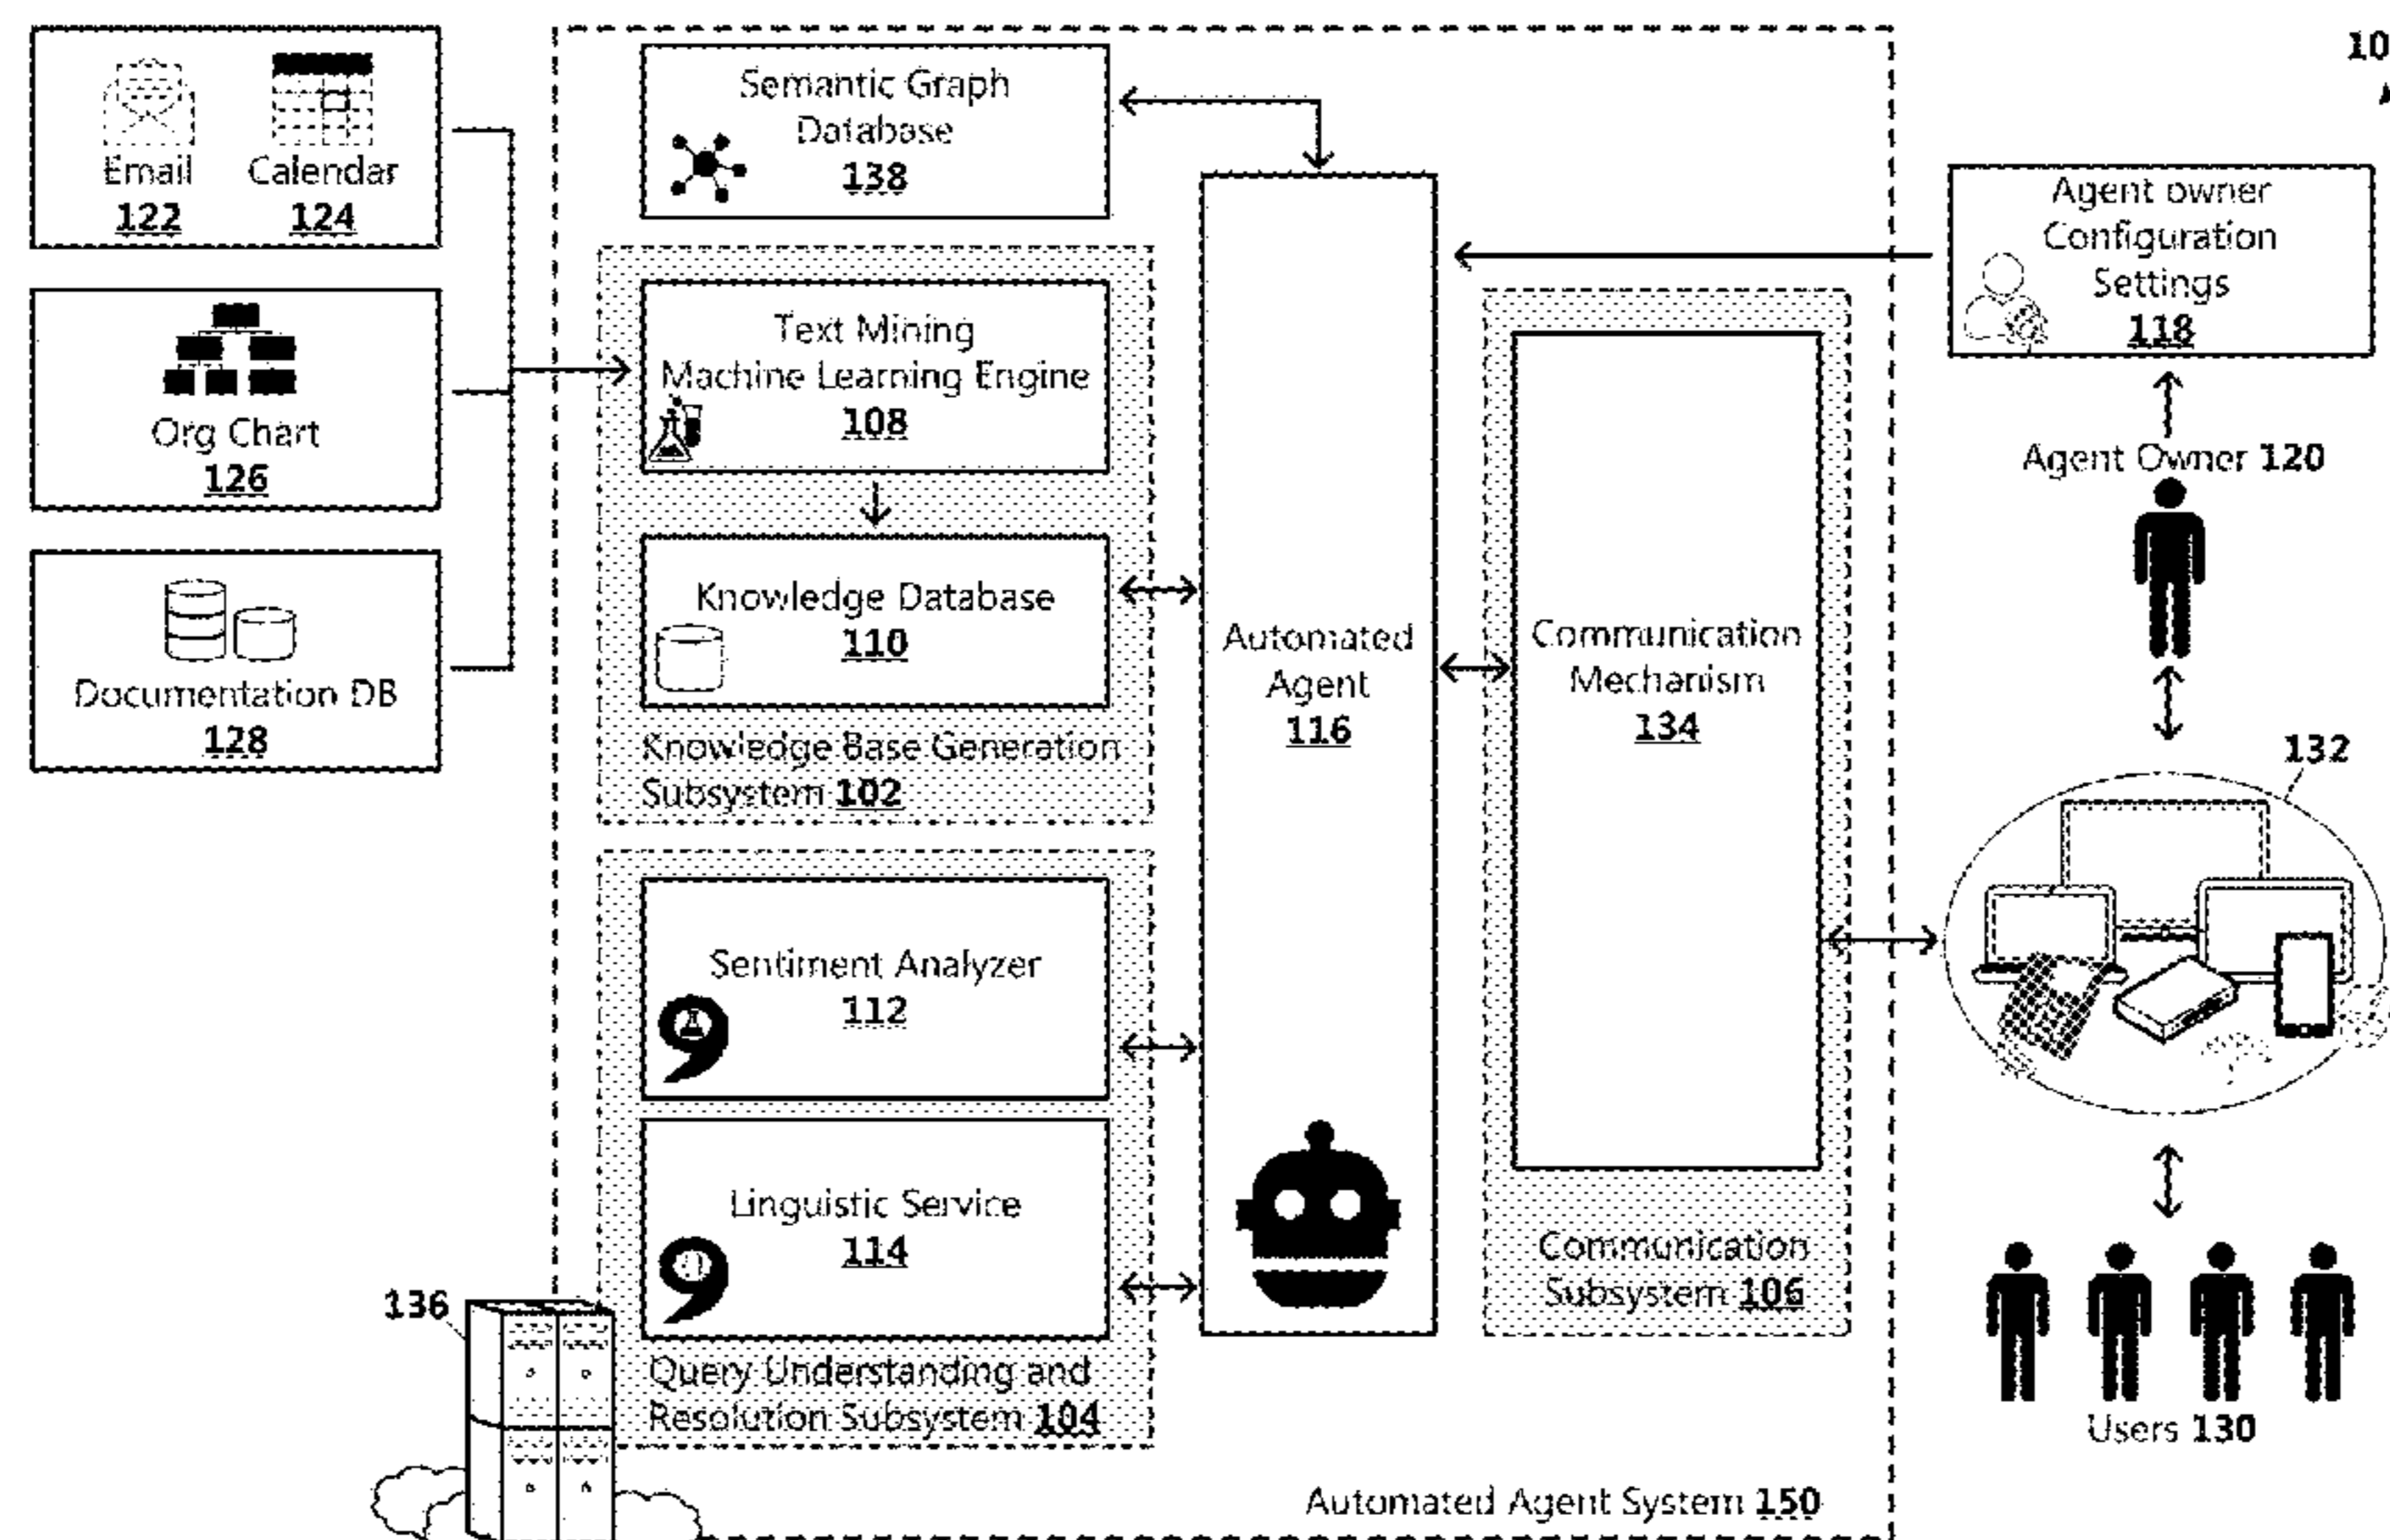 10
Email
122
Calendar
124
Org Chart
126
Documentation DB
128
Semantic Graph
Database
138
Text Mining
Machine Learning Engine
108
Knowledge Database
110
Knowledge Base Generation
Subsystem 102
Sentiment Analyzer
112
Linguistic Service
114
Query Understanding and
Resolution Subsystem 104
136
Automated
Agent
116
Communication
Mechanism
134
Communication
Subsystem 106
Automated Agent System 150
Agent owner
Configuration
Settings
118
Agent Owner 120
132
Users 130